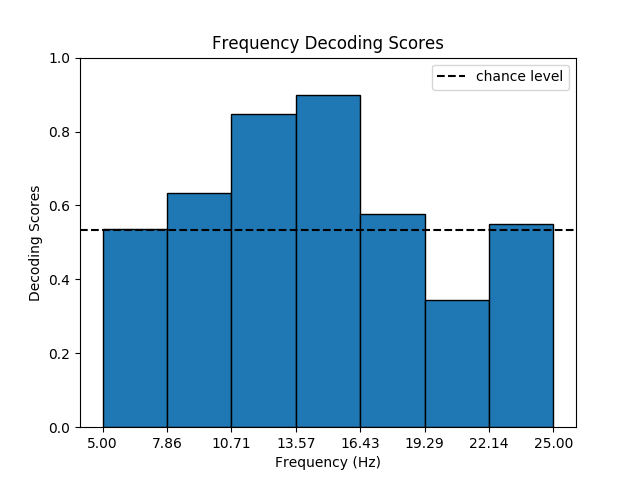 Frequency Decoding Scores
chance level
1.0
0.8
0.6
0.4
0.2
0.0
Decoding Scores
5.00 7.86 10.71 13.57 16.43 19.29 22.14 25.00
Frequency (Hz)